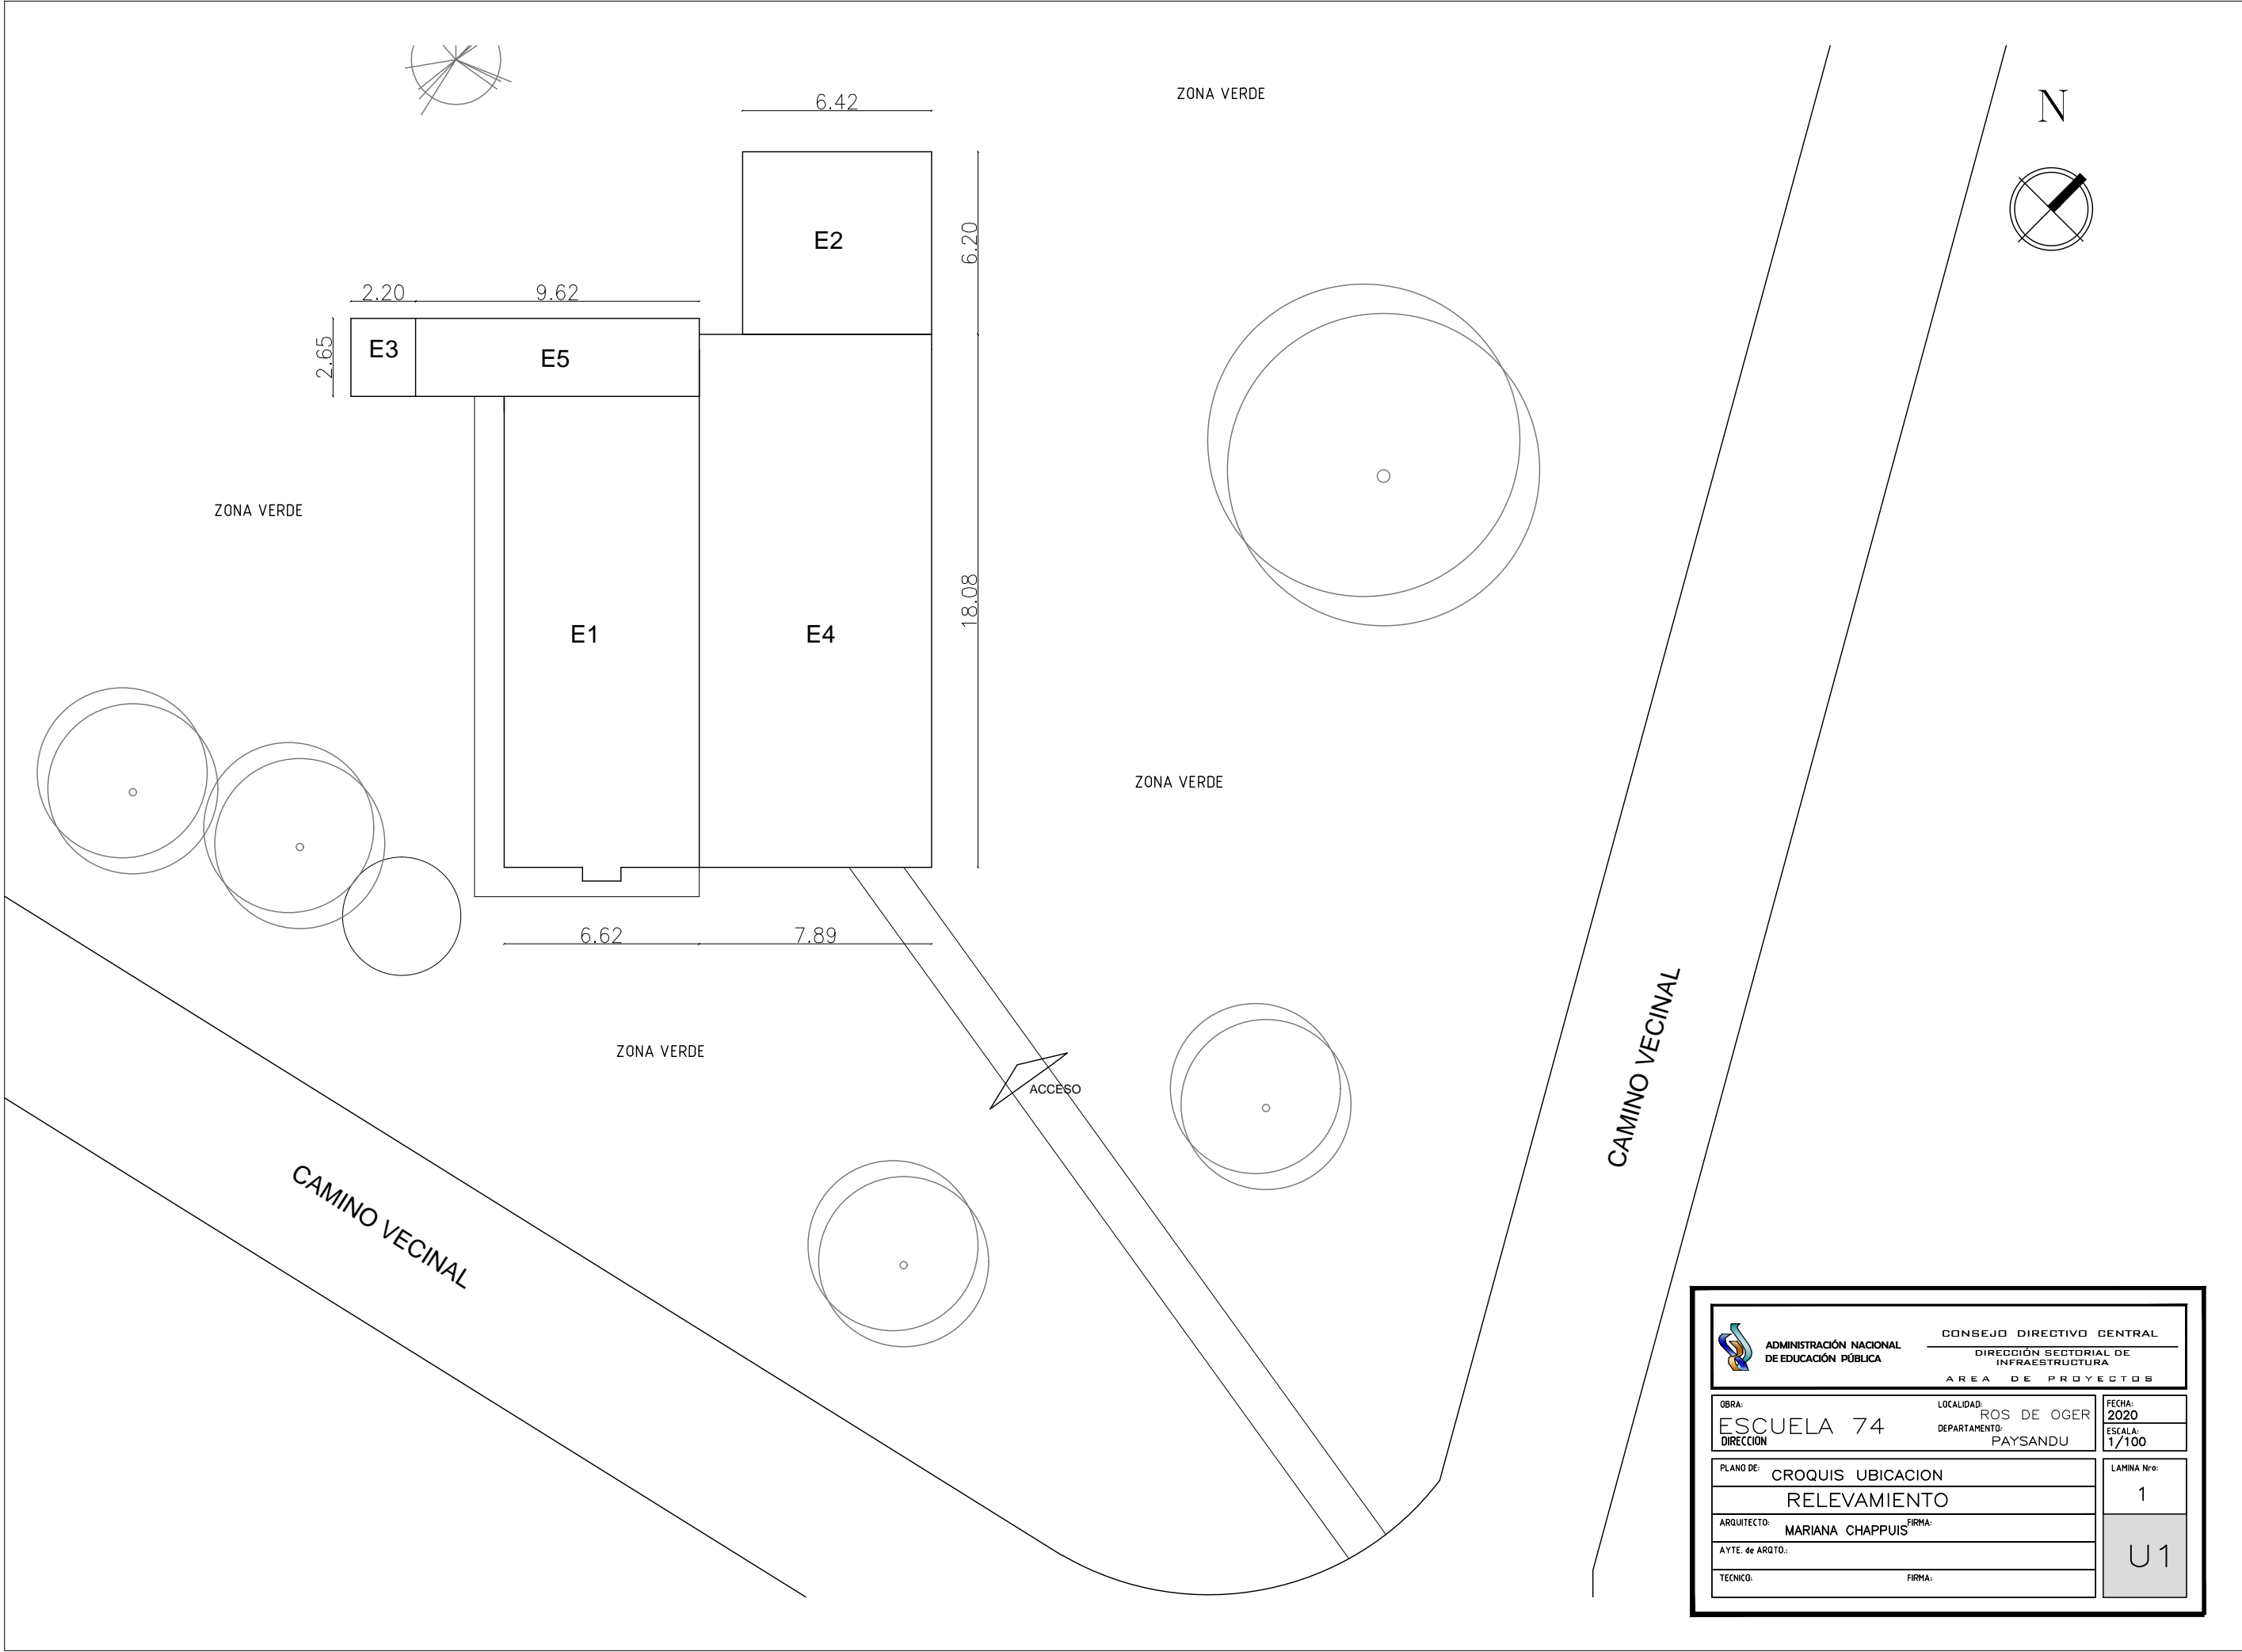 ZONA VERDE
N
6.42
E2
6.20
2.20
9.62
E3
E5
2.65
ZONA VERDE
18.08
E1
E4
ZONA VERDE
6.62
7.89
ZONA VERDE
ACCESO
CAMINO VECINAL
CAMINO VECINAL
ADMINISTRACIÓN NACIONAL
DE EDUCACIÓN PÚBLICA
CONSEJO DIRECTIVO CENTRAL
DIRECCIÓN SECTORIAL DE
INFRAESTRUCTURA
AREA DE PROYECTOS
OBRA:
ESCUELA 74
DIRECCION
LOCALIDAD:
ROS DE OGER
DEPARTAMENTO:
PAYSANDU
FECHA:
2020
ESCALA:
1/100
PLANO DE: CROQUIS UBICACION
RELEVAMIENTO
LAMINA Nro:
1
ARQUITECTO: MARIANA CHAPPUIS FIRMA:
AYTE. de ARQTO.:
TECNICO: FIRMA:
U1